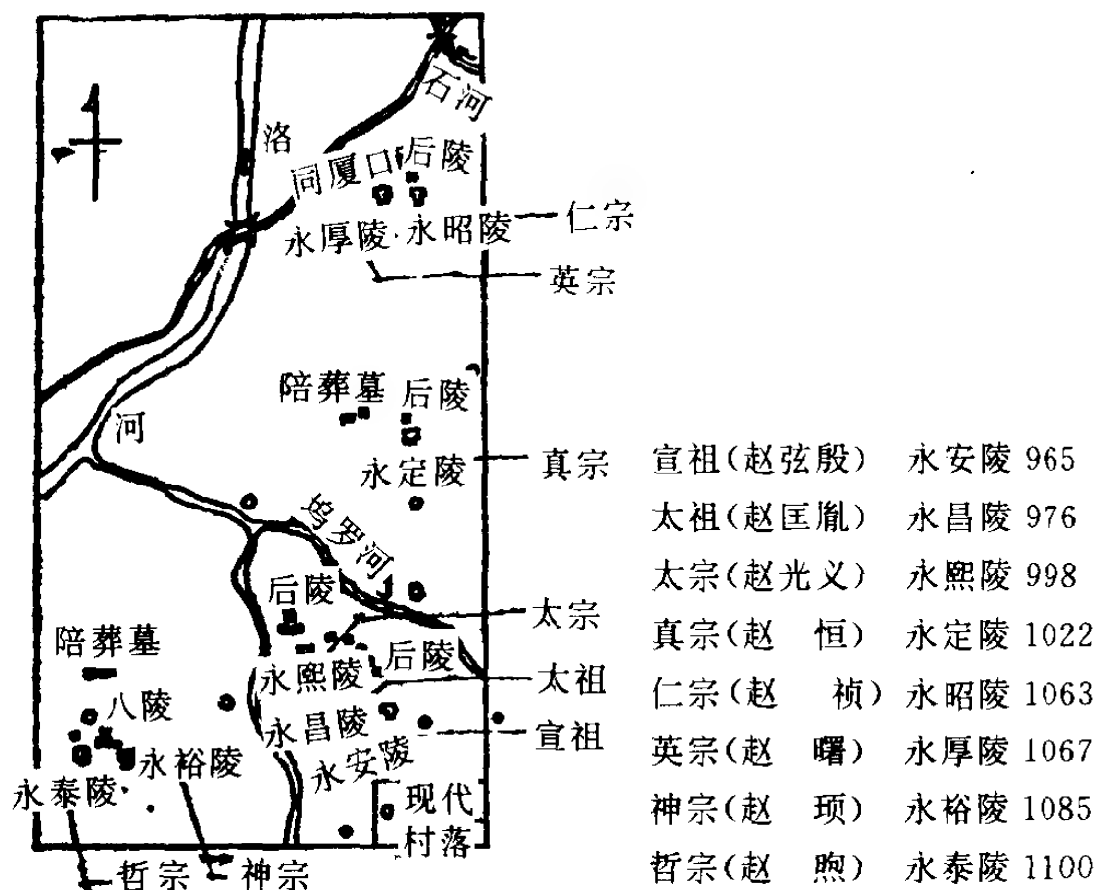 石河
洛
同厦口
后陵
永厚陵
永昭陵
仁宗
英宗
陪葬墓
后陵
河
永定陵
真宗
坞罗河
后陵
太宗
陪葬墓
永熙陵
后陵
太祖
八陵
永昌陵
宣祖
永裕陵
永安陵
永泰陵
现代
村落
哲宗
神宗
宣祖(赵弦殷) 永安陵 965
太祖(赵匡胤) 永昌陵 976
太宗(赵光义) 永熙陵 998
真宗(赵 恒) 永定陵 1022
仁宗(赵 祯) 永昭陵 1063
英宗(赵 曙) 永厚陵 1067
神宗(赵 顼) 永裕陵 1085
哲宗(赵 煦) 永泰陵 1100